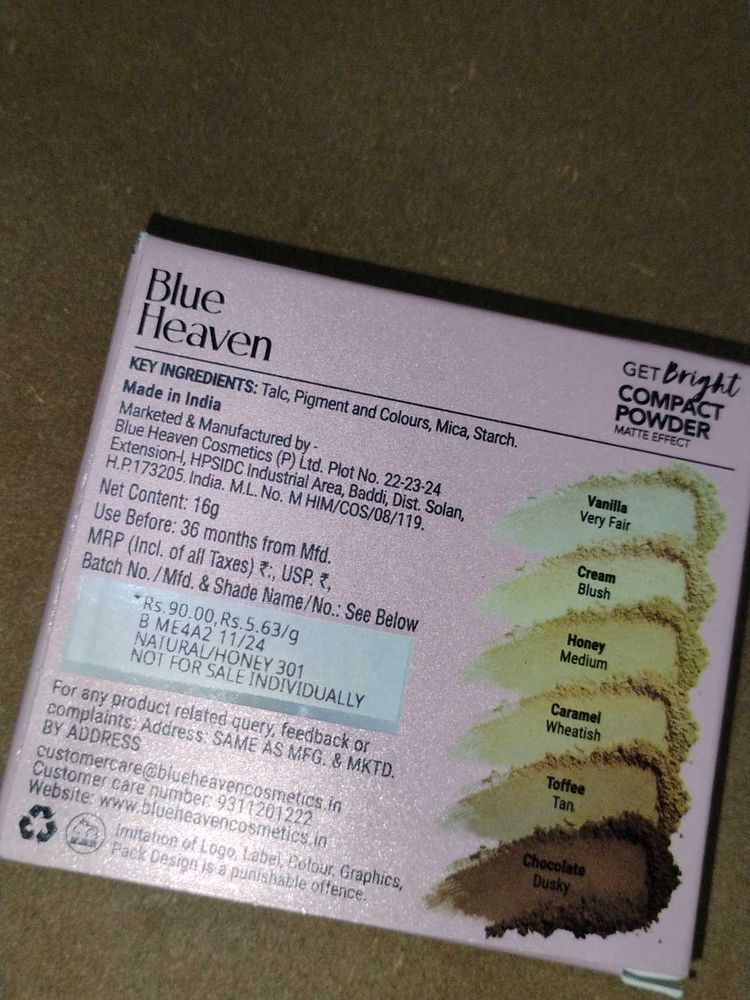 Blue
Heaven
GET Bright
COMPACT
POWDER
MATTE EFFECT
KEY INGREDIENTS: Talc, Pigment and Colours, Mica, Starch.
Made in India
Marketed & Manufactured by -
Blue Heaven Cosmetics (P) Ltd. Plot No. 22-23-24
Extension-I, HPSIDC Industrial Area, Baddi, Dist. Solan,
H.P.173205. India. M.L. No. M HIM/COS/08/119.
Net Content: 16g
Use Before: 36 months from Mfd.
MRP (Incl. of all Taxes) ₹:, USP ₹,
Batch No./Mfd. & Shade Name/No.: See Below
*Rs.90.00,Rs.5.63/g
B ME4A2 11/24
NATURAL/HONEY 301
NOT FOR SALE INDIVIDUALLY
For any product related query, feedback or
complaints: Address: SAME AS MFG. & MKTD.
BY ADDRESS
customercare@blueheavencosmetics.in
Customer care number: 9311201222
Website: www.blueheavencosmetics.in
Imitation of Logo, Label, Colour, Graphics,
Pack Design is a punishable offence.
Vanilla
Very Fair
Cream
Blush
Honey
Medium
Caramel
Wheatish
Toffee
Tan
Chocolate
Dusky